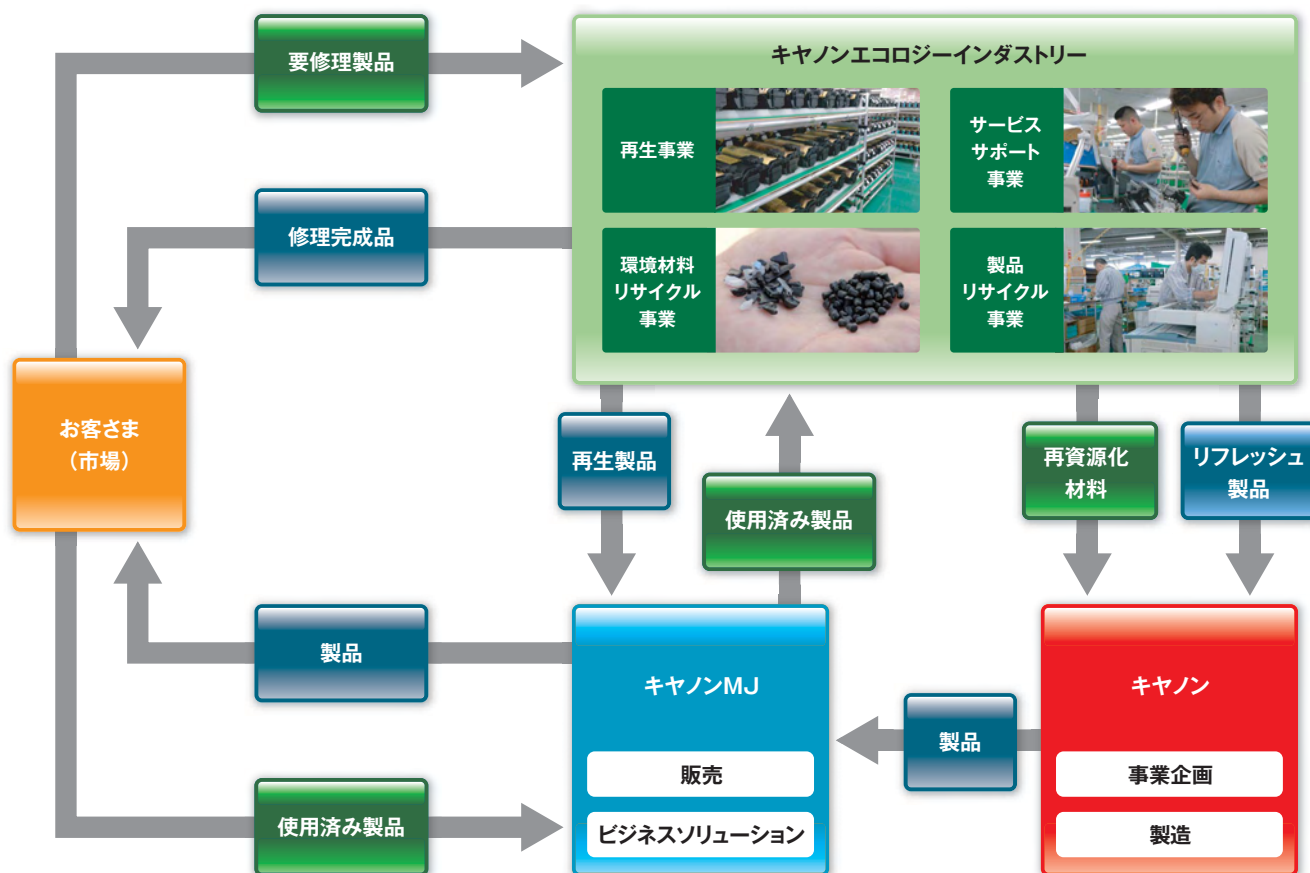 要修理製品
キヤノンエコロジーインダストリー
再生事業
サービス
サポート
事業
修理完成品
環境材料
リサイクル
事業
製品
リサイクル
事業
お客さま
（市場）
再生製品
使用済み製品
再資源化
材料
リフレッシュ
製品
製品
キヤノンMJ
販売
ビジネスソリューション
製品
キヤノン
事業企画
製造
使用済み製品